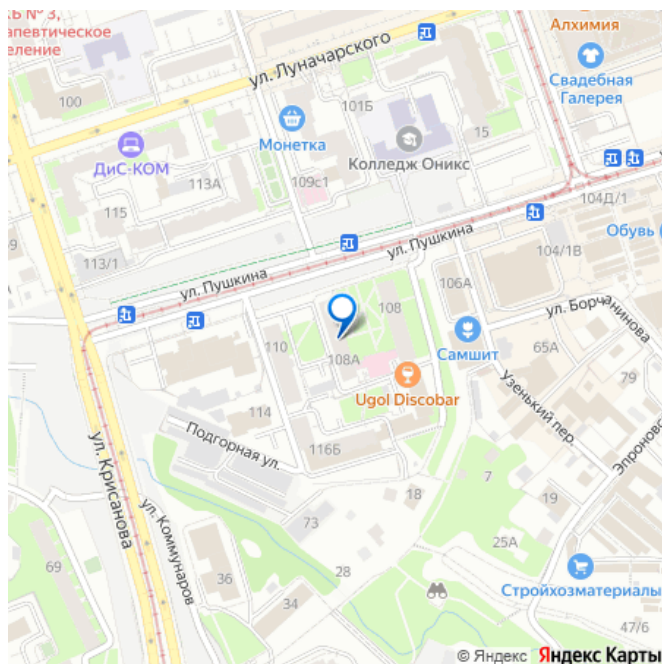 КБ № 3,
рапевтическое
еление
Алхимия
ул. Луначарского
Свадебная
Галерея
100
101Б
15
Монетка
Колледж Оникс
ДиС-КОМ
109с1
113А
115
104Д/1
Обувь
113/1
ул. Пушкина
ул. Пушкина
104/1В
106А
ул. Борчанинова
108
110
108А
Самшит
65А
Ugol Discobar
79
Узенький пер.
114
Подгорная ул.
116Б
ул. Крисанова
ул. Коммунаров
7
18
19
73
25А
69
28
36
34
Стройхозматериалы
47/6
© Яндекс Яндекс Карты